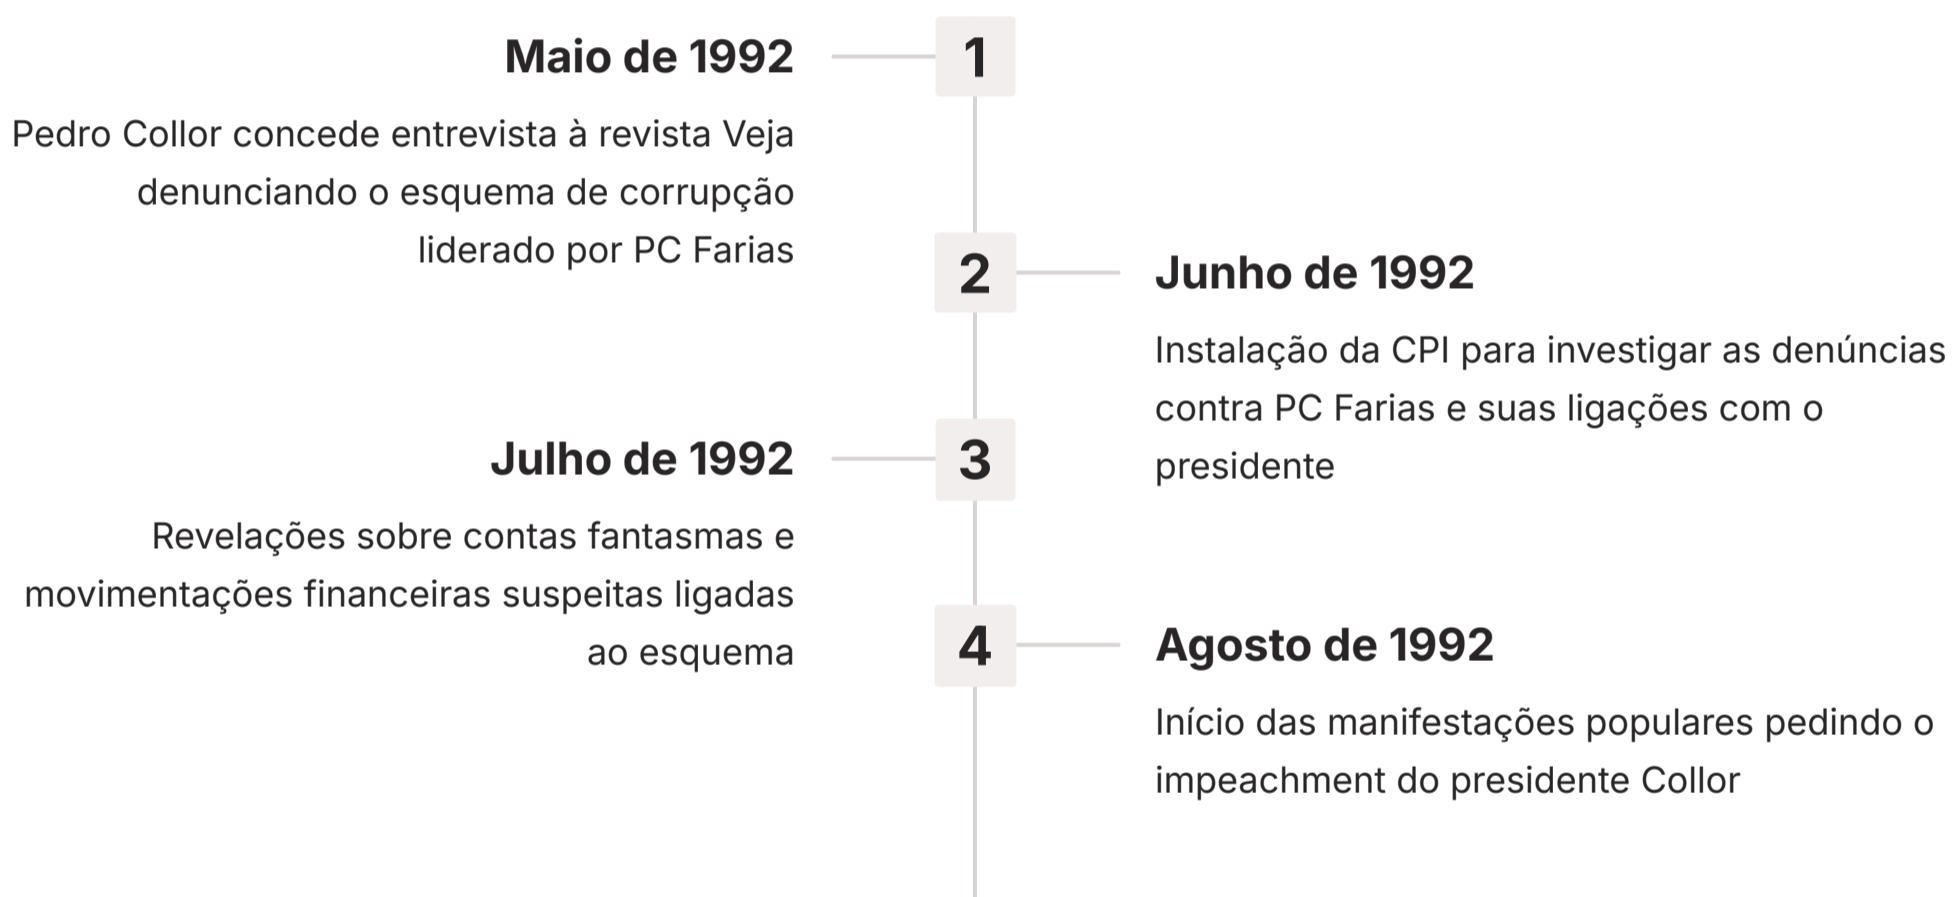 1
Maio de 1992
Pedro Collor concede entrevista à revista Veja
denunciando o esquema de corrupção
liderado por PC Farias
2
Junho de 1992
Instalação da CPI para investigar as denúncias
contra PC Farias e suas ligações com o
presidente
3
Julho de 1992
Revelações sobre contas fantasmas e
movimentações financeiras suspeitas ligadas
ao esquema
4
Agosto de 1992
Início das manifestações populares pedindo o
impeachment do presidente Collor